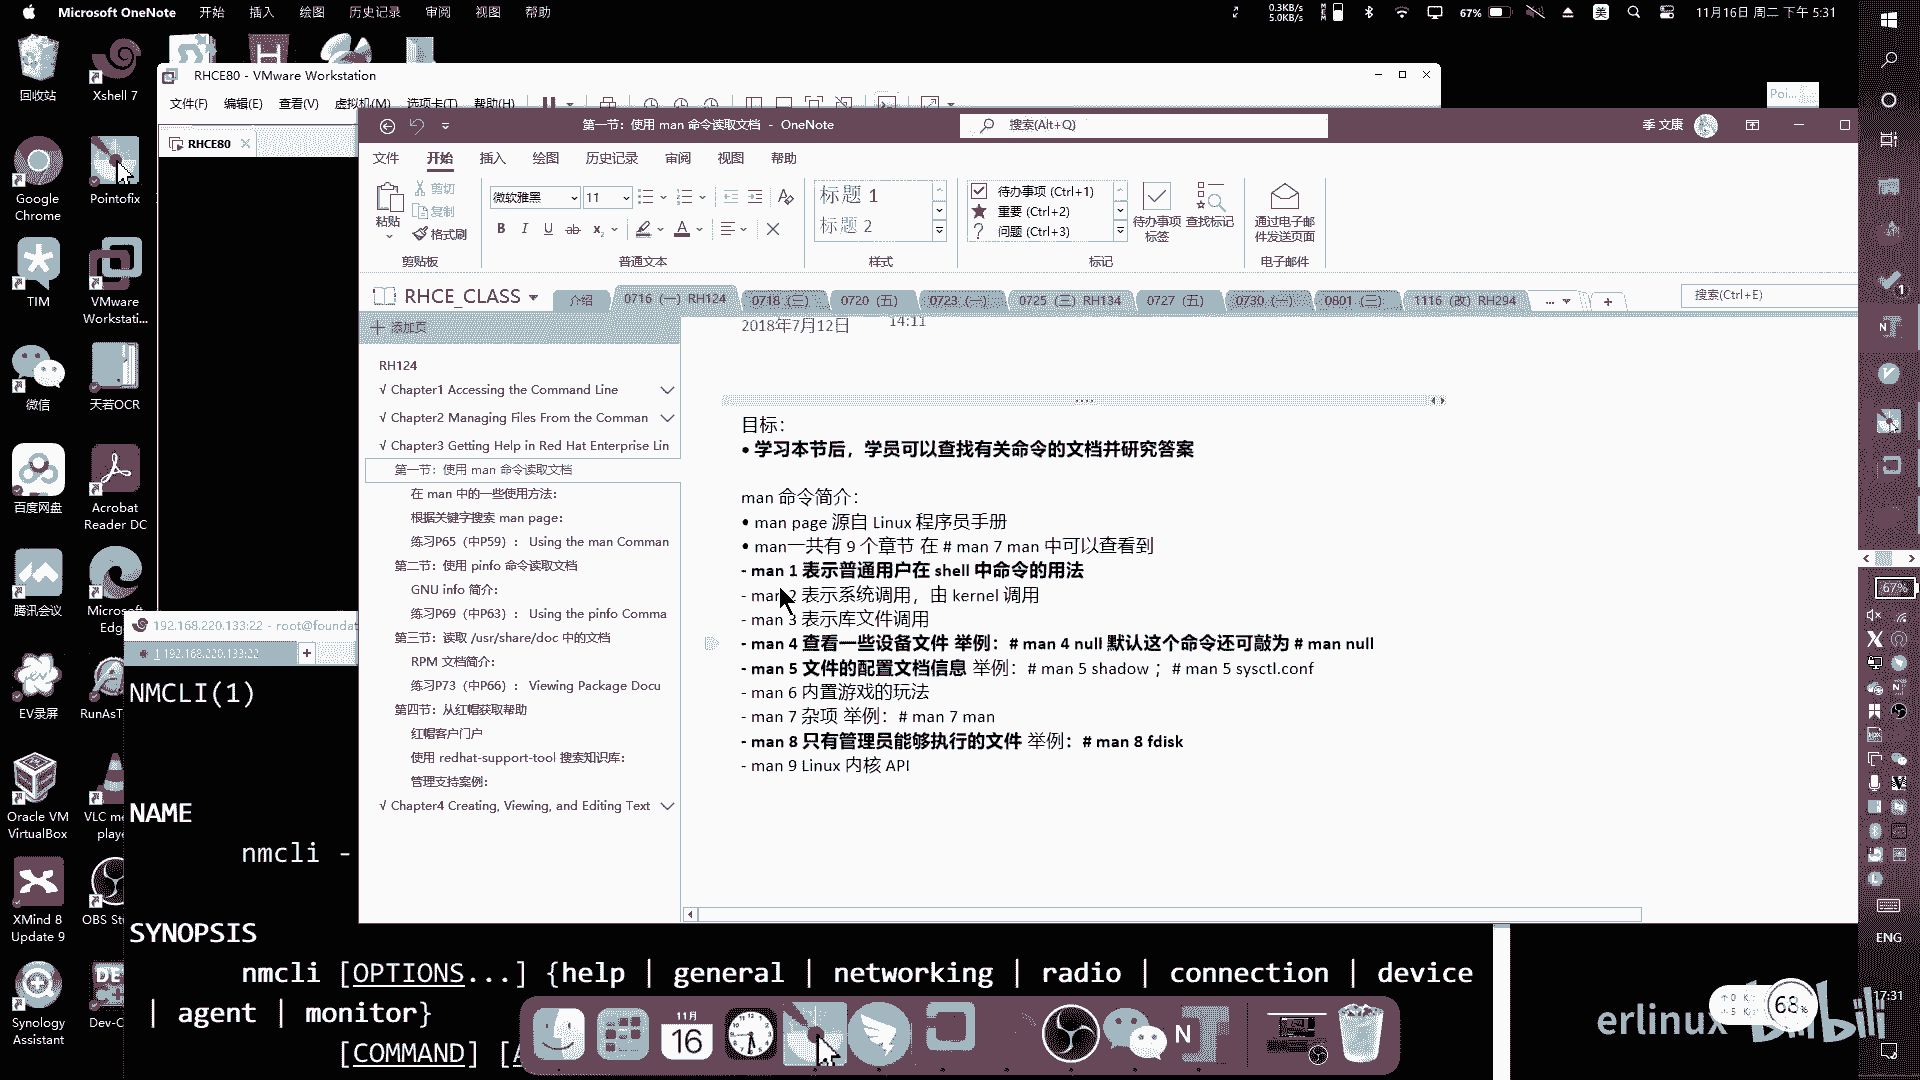 Microsoft OneNote 开始 插入 绘图 历史记录 审阅 视图 帮助
0.3KB/s
5.0KB/s
67%
美
11月16日 周二 下午 5:31
回收站
Xshell 7
Google Chrome
Pointofix
TIM
VMware Workstati...
微信
天若OCR
百度网盘
Acrobat Reader DC
腾讯会议
Microsoft Edg
EV录屏
RunAsT
Oracle VM VirtualBox
VLC me playe
XMind 8 Update 9
OBS Stu
Synology Assistant
Dev-C
RHCE80 - VMware Workstation
文件(F) 编辑(E) 查看(V) 虚拟机(M) 选项卡(T) 帮助(H)
RHCE80
Poi...
第一节：使用 man 命令读取文档 - OneNote
搜索(Alt+Q)
季 文康
文件 开始 插入 绘图 历史记录 审阅 视图 帮助
粘贴
剪切
复制
格式刷
剪贴板
微软雅黑 11
B I U ab x
普通文本
标题 1
标题 2
样式
待办事项 (Ctrl+1)
重要 (Ctrl+2)
问题 (Ctrl+3)
待办事项标签
查找标记
标记
通过电子邮件发送页面
电子邮件
RHCE_CLASS
介绍 0716（一）RH124 0718（三） 0720（五） 0723（一） 0725（三）RH134 0727（五） 0730（一） 0801（三） 1116（改）RH294 ...
搜索(Ctrl+E)
添加页
RH124
√ Chapter1 Accessing the Command Line
√ Chapter2 Managing Files From the Comman
√ Chapter3 Getting Help in Red Hat Enterprise Lin
第一节：使用 man 命令读取文档
在 man 中的一些使用方法：
根据关键字搜索 man page：
练习P65（中P59）： Using the man Comman
第二节：使用 pinfo 命令读取文档
GNU info 简介：
练习P69（中P63）： Using the pinfo Comma
第三节：读取 /usr/share/doc 中的文档
RPM 文档简介：
练习P73（中P66）： Viewing Package Docu
第四节：从红帽获取帮助
红帽客户门户
使用 redhat-support-tool 搜索知识库：
管理支持案例：
√ Chapter4 Creating, Viewing, and Editing Text
2018年7月12日 14:11
目标：
• 学习本节后，学员可以查找有关命令的文档并研究答案
man 命令简介：
• man page 源自 Linux 程序员手册
• man一共有 9 个章节 在 # man 7 man 中可以查看到
- man 1 表示普通用户在 shell 中命令的用法
- man 2 表示系统调用，由 kernel 调用
- man 3 表示库文件调用
- man 4 查看一些设备文件 举例：# man 4 null 默认这个命令还可敲为 # man null
- man 5 文件的配置文档信息 举例：# man 5 shadow； # man 5 sysctl.conf
- man 6 内置游戏的玩法
- man 7 杂项 举例：# man 7 man
- man 8 只有管理员能够执行的文件 举例：# man 8 fdisk
- man 9 Linux 内核 API
192.168.220.133:22 - root@foundat
1 192.168.220.133:22
NMCLI(1)
NAME
nmcli -
SYNOPSIS
nmcli [OPTIONS...] {help | general | networking | radio | connection | device
| agent | monitor}
[COMMAND] [A
11月
16
67%
ENG
17:31
68%
erlinux bilibili